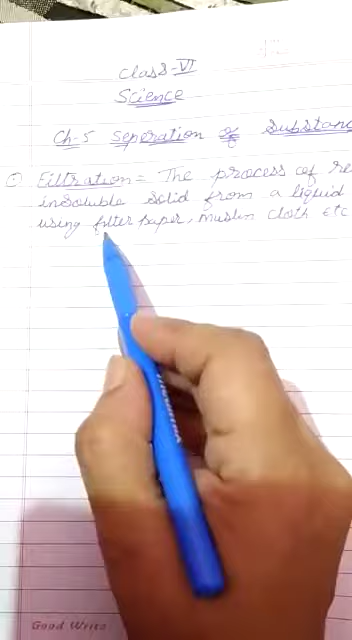 Class-VI
Science
Ch-5 Seperation of Substanc
① Filtration = The process of re
insoluble solid from a liquid
using filter paper, muslin cloth etc
Good Write